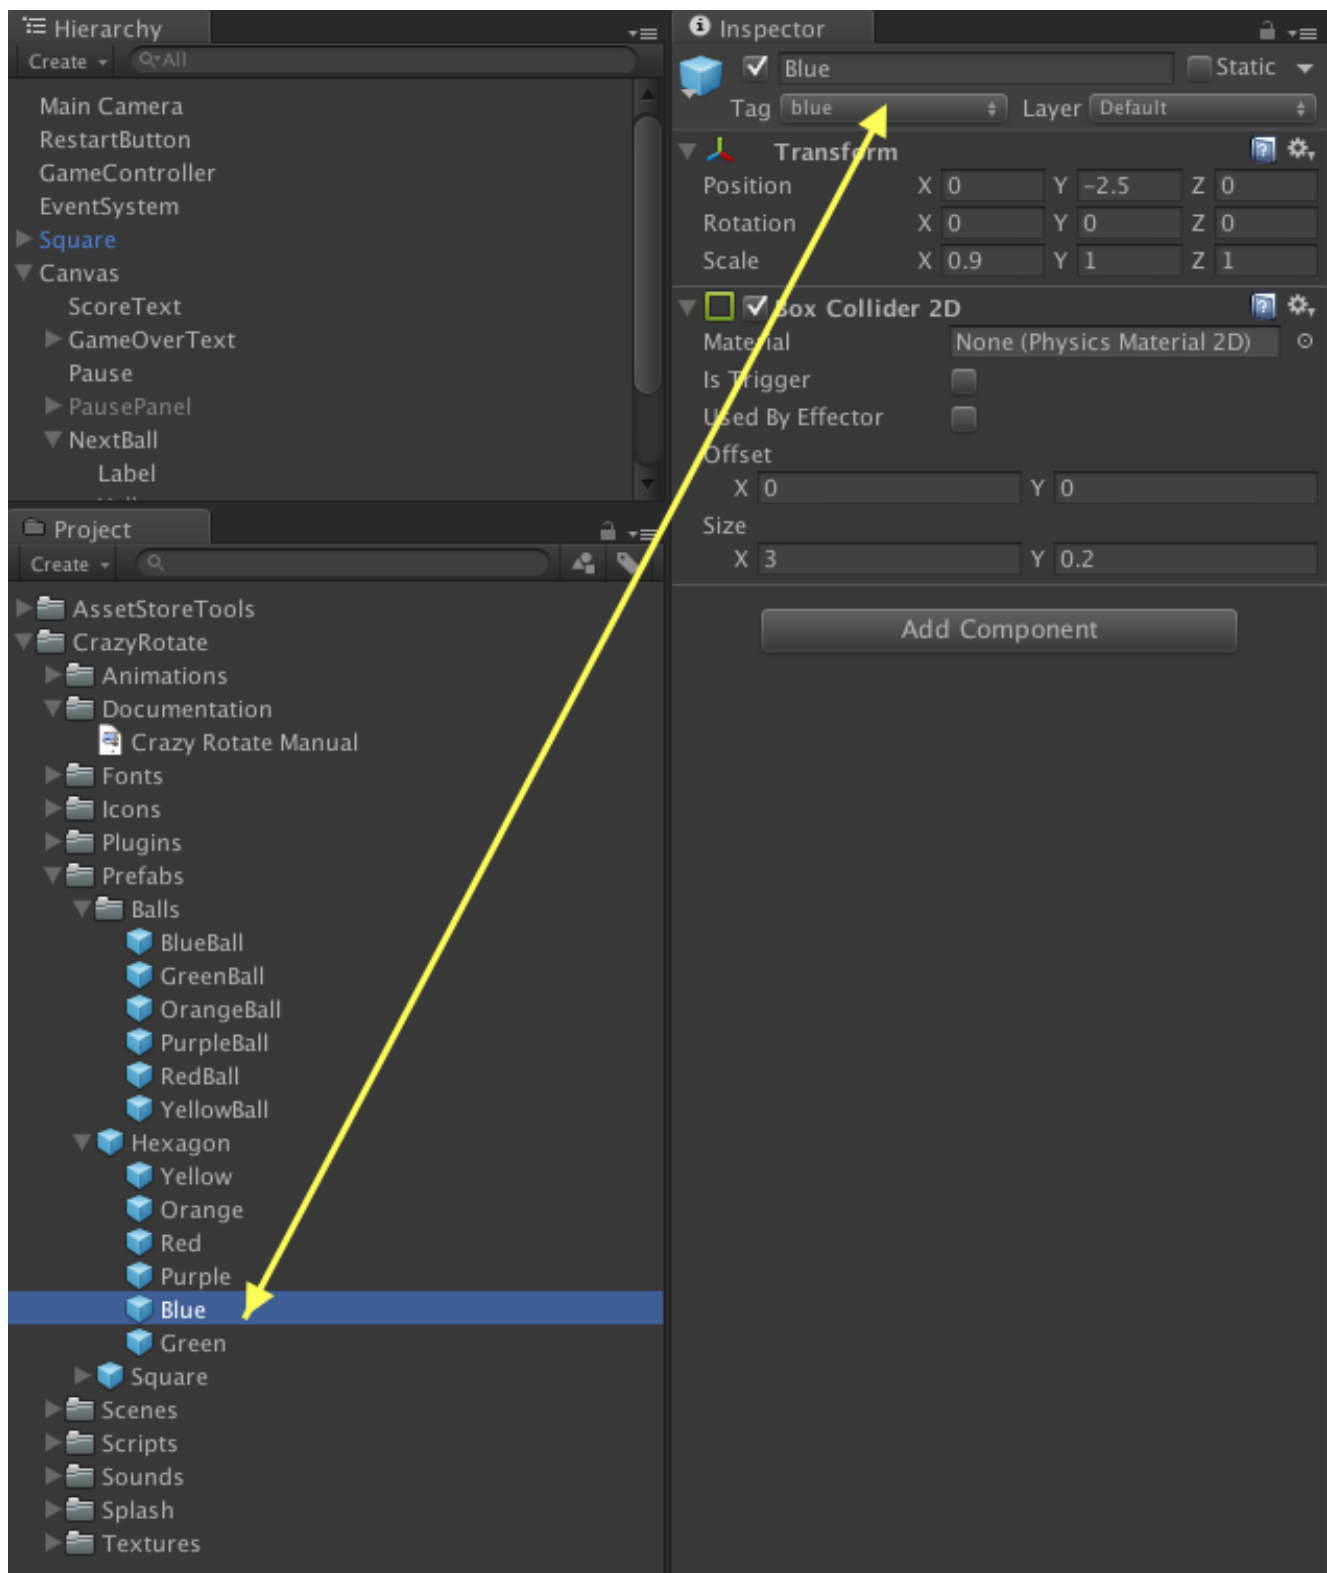 Hierarchy
Create
All
Main Camera
RestartButton
GameController
EventSystem
Square
Canvas
ScoreText
GameOverText
Pause
PausePanel
NextBall
Label
Project
Create
AssetStoreTools
CrazyRotate
Animations
Documentation
Crazy Rotate Manual
Fonts
Icons
Plugins
Prefabs
Balls
BlueBall
GreenBall
OrangeBall
PurpleBall
RedBall
YellowBall
Hexagon
Yellow
Orange
Red
Purple
Blue
Green
Square
Scenes
Scripts
Sounds
Splash
Textures
Inspector
Blue Static
Tag blue Layer Default
Transform
Position X 0 Y -2.5 Z 0
Rotation X 0 Y 0 Z 0
Scale X 0.9 Y 1 Z 1
Box Collider 2D
Material None (Physics Material 2D)
Is Trigger
Used By Effector
Offset
X 0 Y 0
Size
X 3 Y 0.2
Add Component